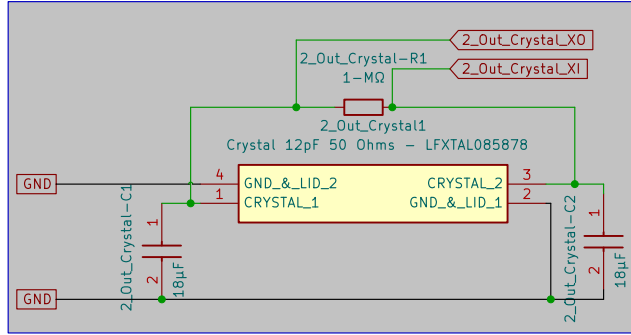 2_Out_Crystal_XO
2_Out_Crystal-R1
1-MΩ
2_Out_Crystal_XI
2_Out_Crystal1
Crystal 12pF 50 Ohms - LFXTAL085878
GND
4
GND_&_LID_2
CRYSTAL_2
3
1
CRYSTAL_1
GND_&_LID_1
2
2_Out_Crystal-C1
1
2
18µF
2_Out_Crystal-C2
1
2
18µF
GND